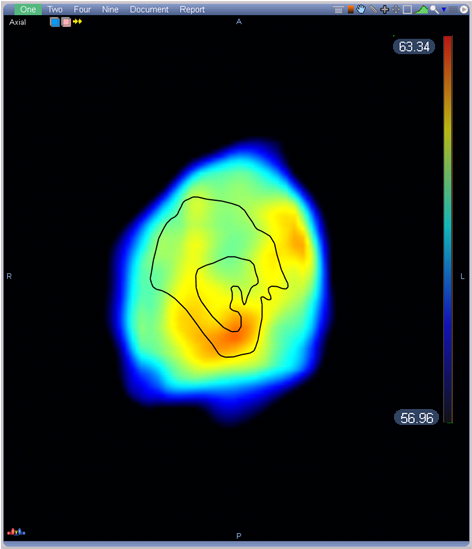 One Two Four Nine Document Report
Axial A
63.34
R L
56.96
P